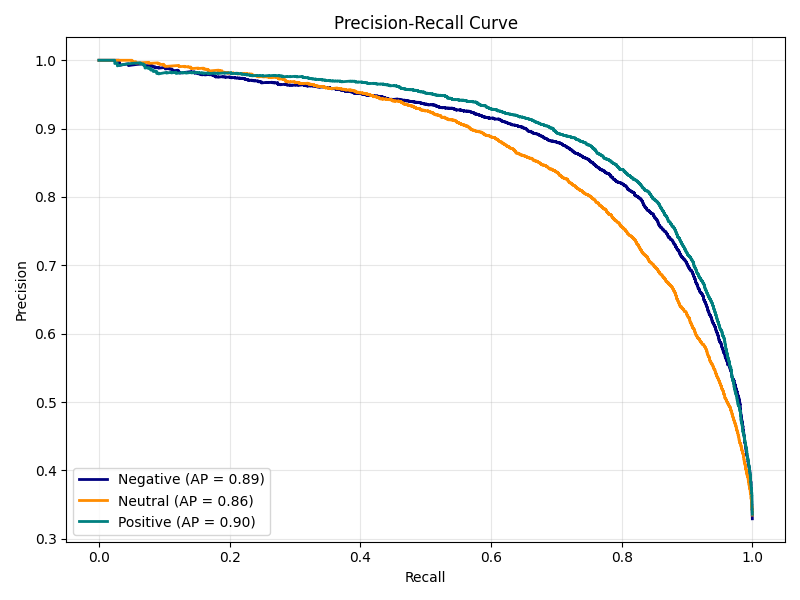 Precision-Recall Curve
Precision
1.0
0.9
0.8
0.7
0.6
0.5
0.4
0.3
Negative (AP = 0.89)
Neutral (AP = 0.86)
Positive (AP = 0.90)
0.0 0.2 0.4 0.6 0.8 1.0
Recall